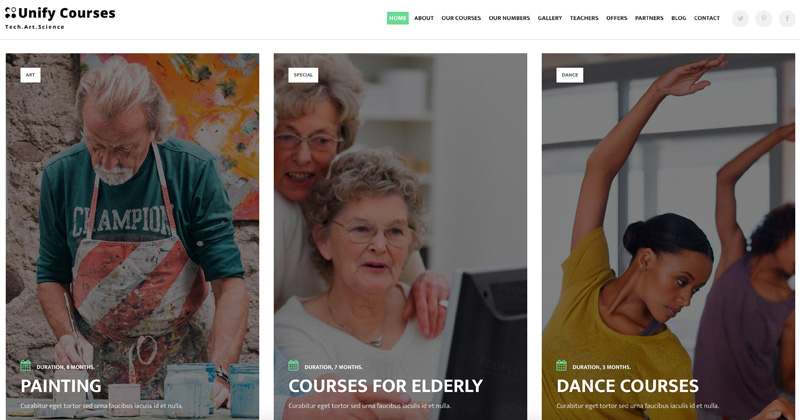 Unify Courses
Tech.Art.Science
HOME ABOUT OUR COURSES OUR NUMBERS GALLERY TEACHERS OFFERS PARTNERS BLOG CONTACT
ART
CHAMPION
DURATION, 8 MONTHS.
PAINTING
Curabitur eget tortor sed urna faucibus iaculis id et nulla.
SPECIAL
DURATION, 7 MONTHS.
COURSES FOR ELDERLY
Curabitur eget tortor sed urna faucibus iaculis id et nulla.
DANCE
DURATION, 3 MONTHS.
DANCE COURSES
Curabitur eget tortor sed urna faucibus iaculis id et nulla.